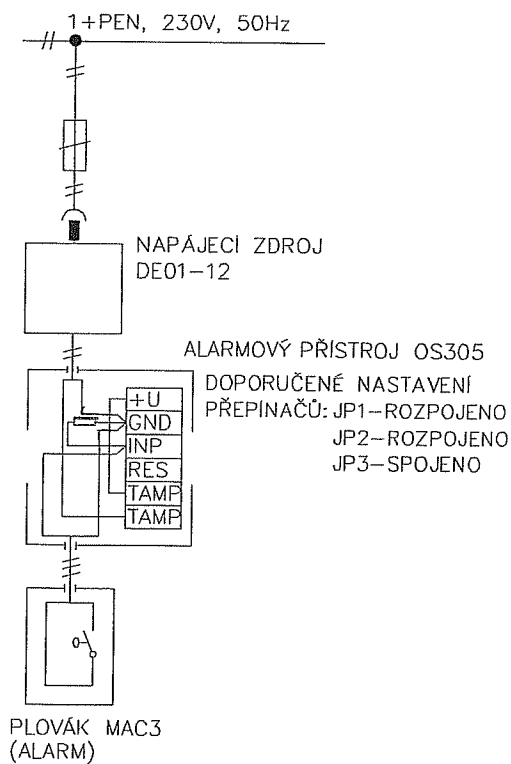 1+PEN, 230V, 50Hz
NAPÁJECÍ ZDROJ
DE01-12
ALARMOVÝ PŘÍSTROJ OS305
DOPORUČENÉ NASTAVENÍ
PŘEPÍNAČŮ: JP1-ROZPOJENO
JP2-ROZPOJENO
JP3-SPOJENO
+U
GND
INP
RES
TAMP
TAMP
PLOVÁK MAC3
(ALARM)